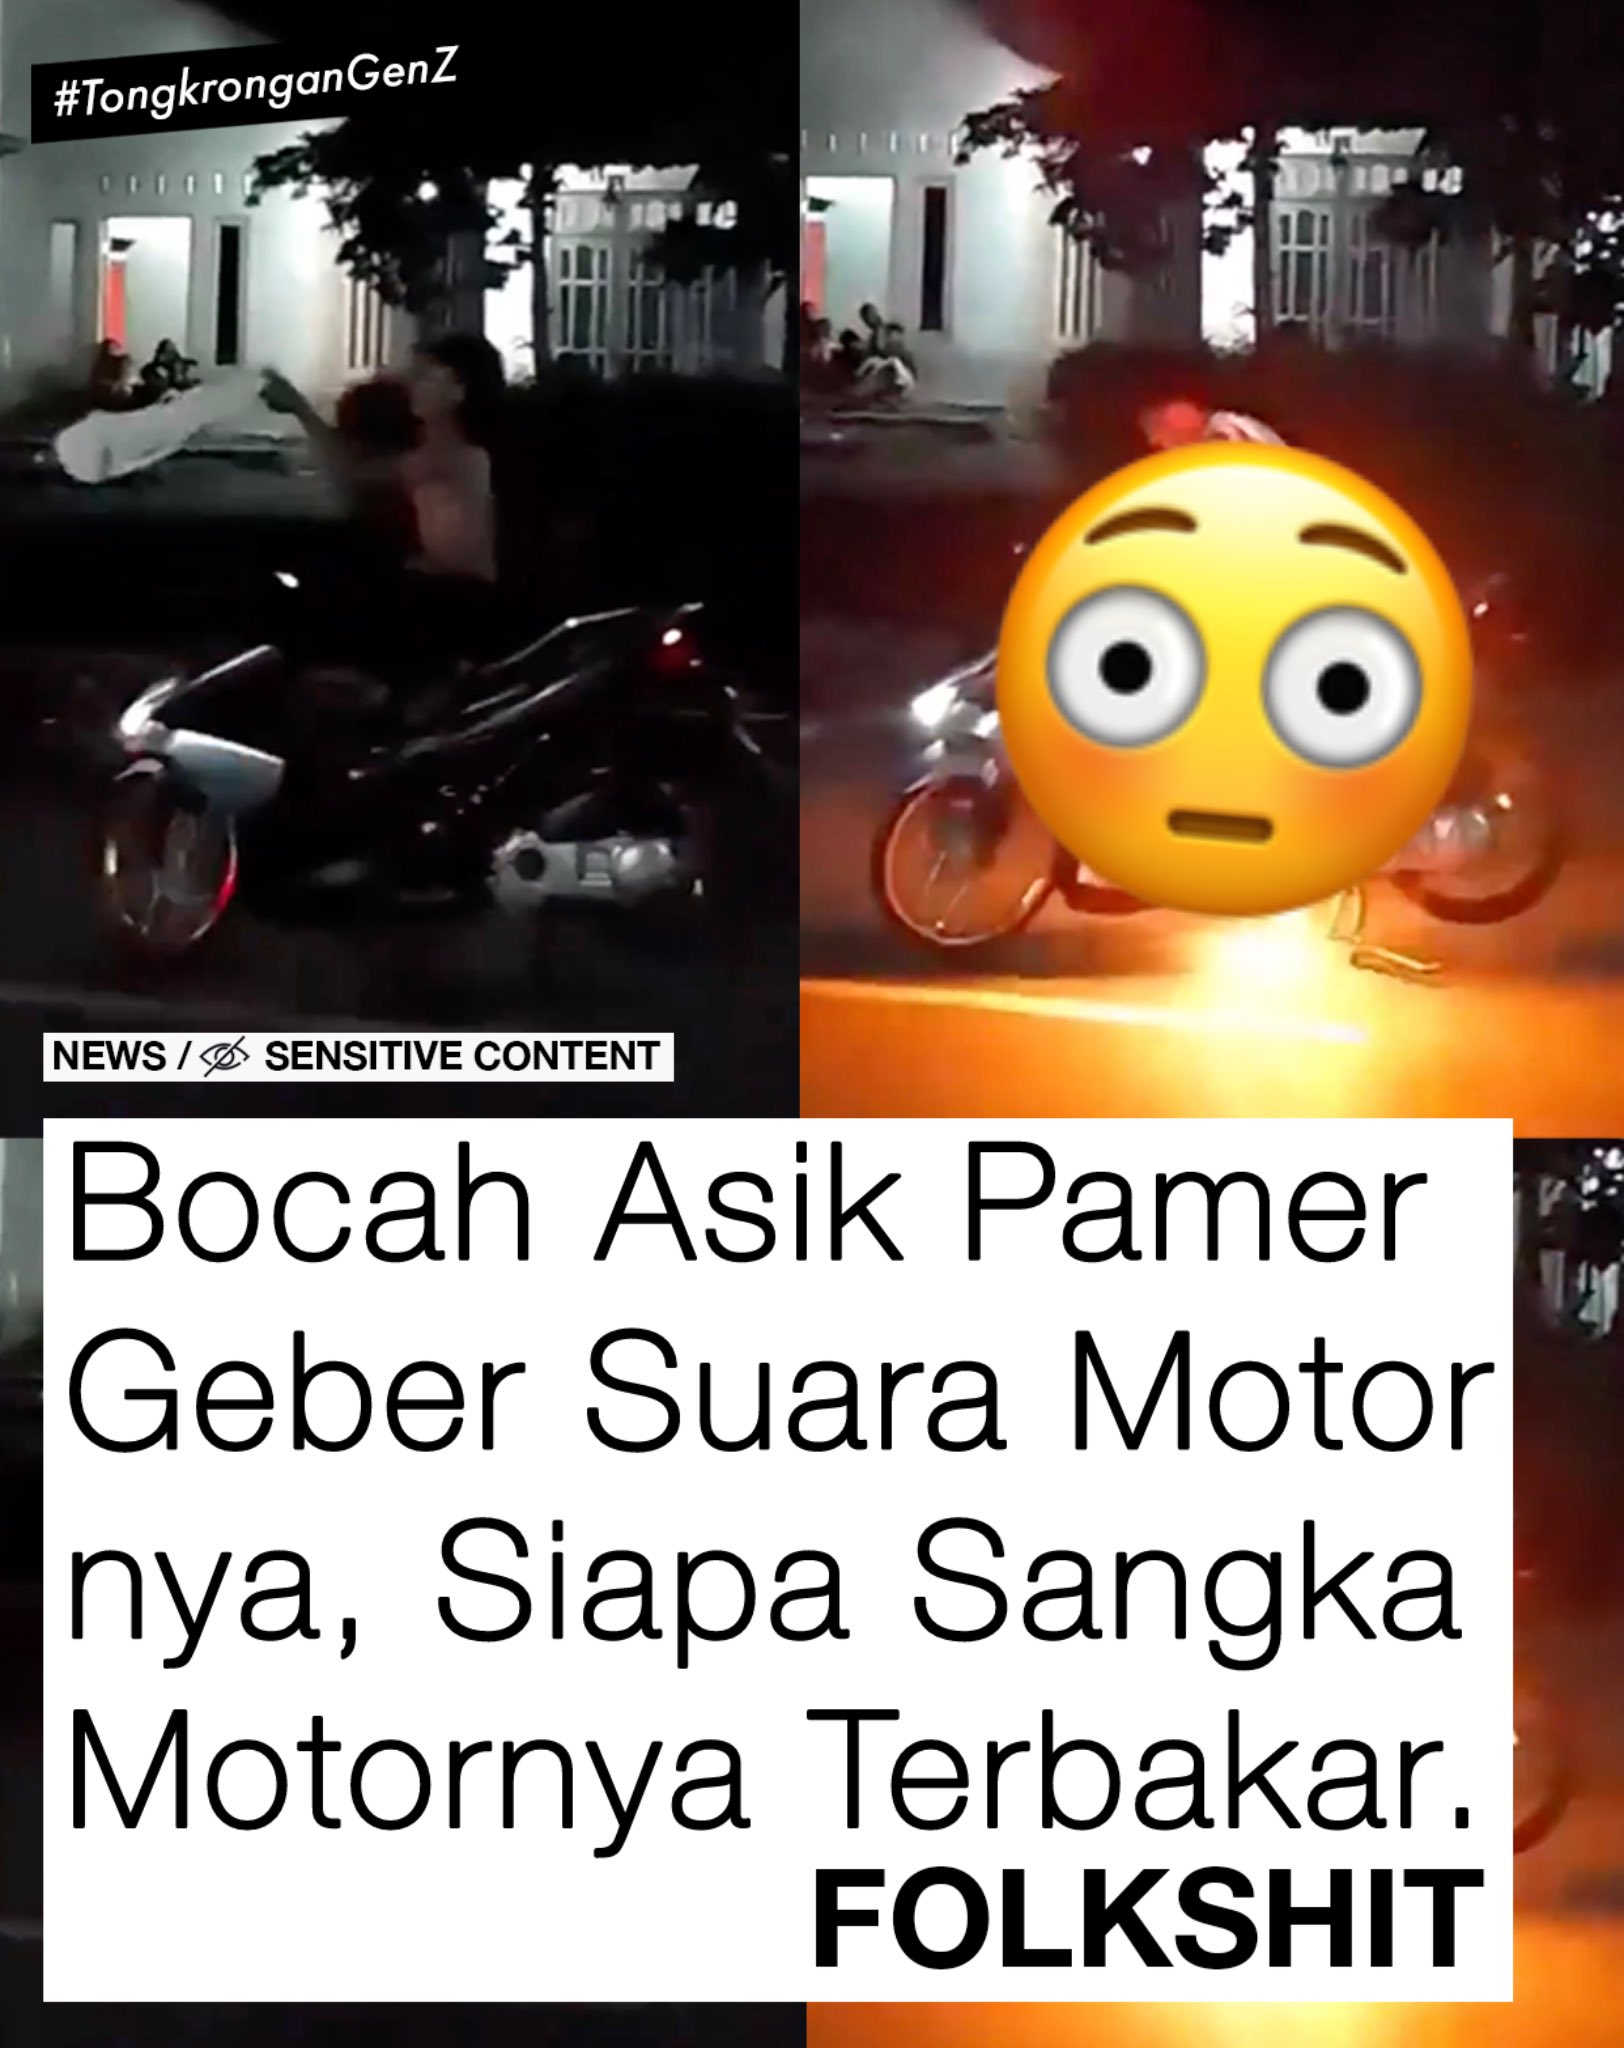 #TongkronganGenZ
NEWS / SENSITIVE CONTENT
Bocah Asik Pamer
Geber Suara Motor
nya, Siapa Sangka
Motornya Terbakar.
FOLKSHIT